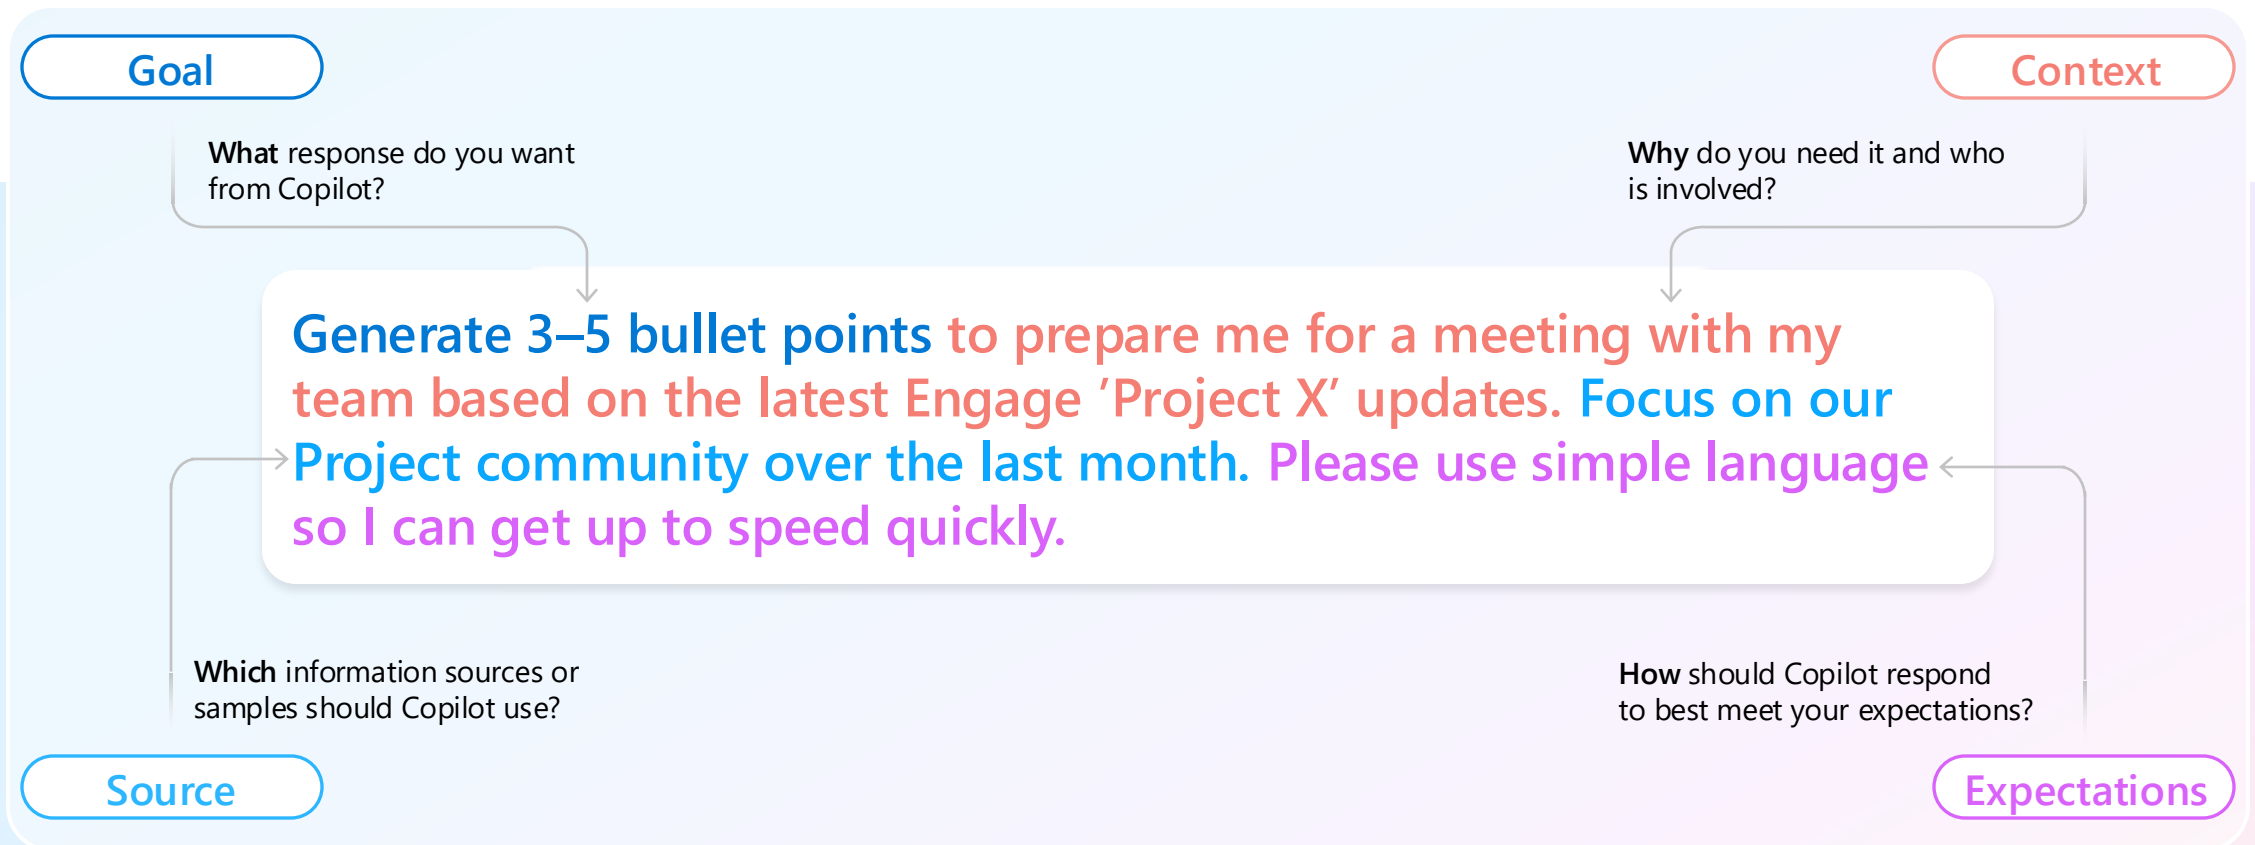 Goal
Context
What response do you want
from Copilot?
Why do you need it and who
is involved?
Generate 3–5 bullet points to prepare me for a meeting with my
team based on the latest Engage ’Project X’ updates. Focus on our
Project community over the last month. Please use simple language
so I can get up to speed quickly.
Which information sources or
samples should Copilot use?
How should Copilot respond
to best meet your expectations?
Source
Expectations